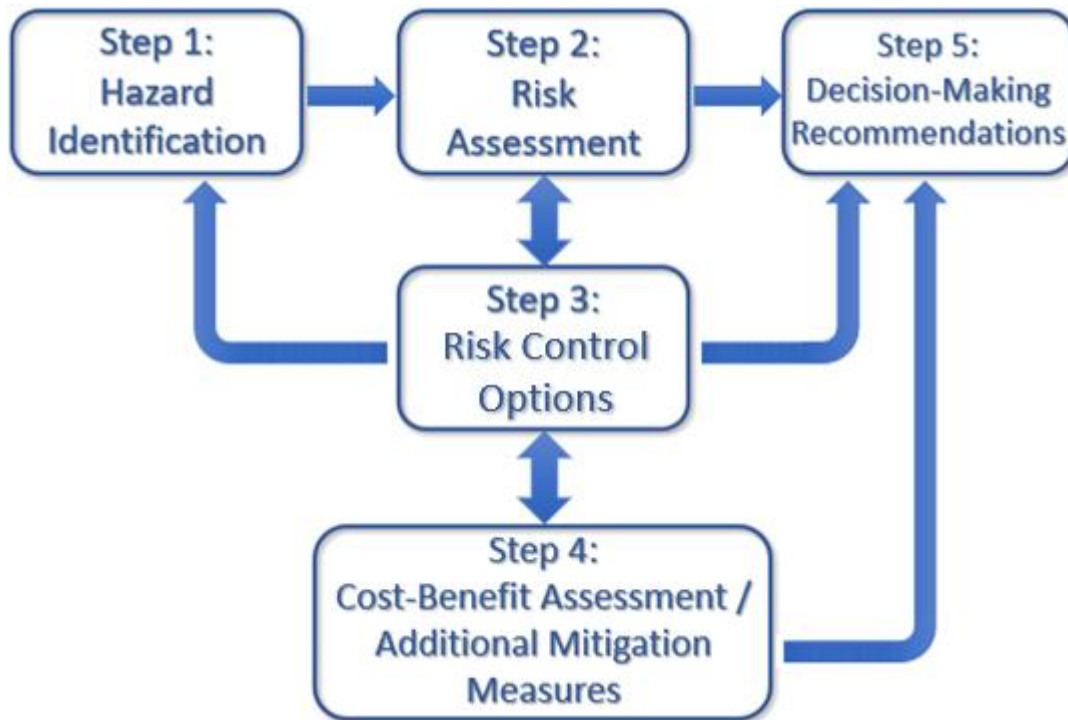 Step 1:
Hazard
Identification
Step 2:
Risk
Assessment
Step 5:
Decision-Making
Recommendations
Step 3:
Risk Control
Options
Step 4:
Cost-Benefit Assessment /
Additional Mitigation
Measures